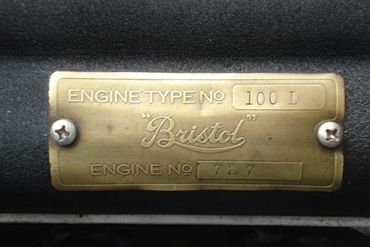 ENGINE TYPE No 100 D
"Bristol"
ENGINE No